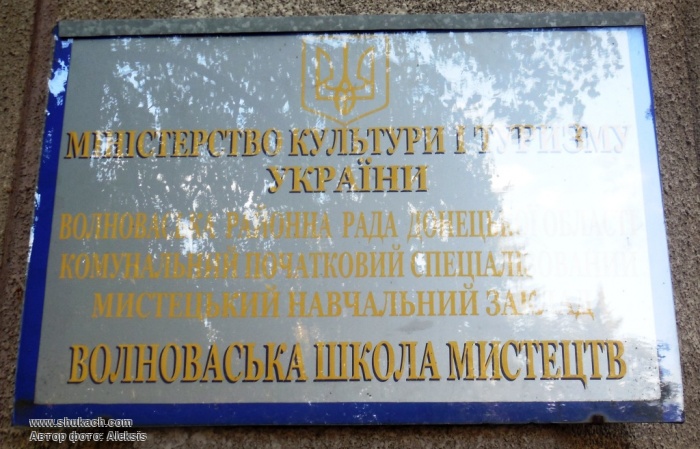 МІНІСТЕРСТВО КУЛЬТУРИ І ТУРИЗМУ
УКРАЇНИ
ВОЛНОВАСЬКА РАЙОННА РАДА ДОНЕЦЬКОЇ ОБЛАСТІ
КОМУНАЛЬНИЙ ПОЧАТКОВИЙ СПЕЦІАЛІЗОВАНИЙ
МИСТЕЦЬКИЙ НАВЧАЛЬНИЙ ЗАКЛАД
ВОЛНОВАСЬКА ШКОЛА МИСТЕЦТВ
www.shukach.com
Автор фото: Aleksis